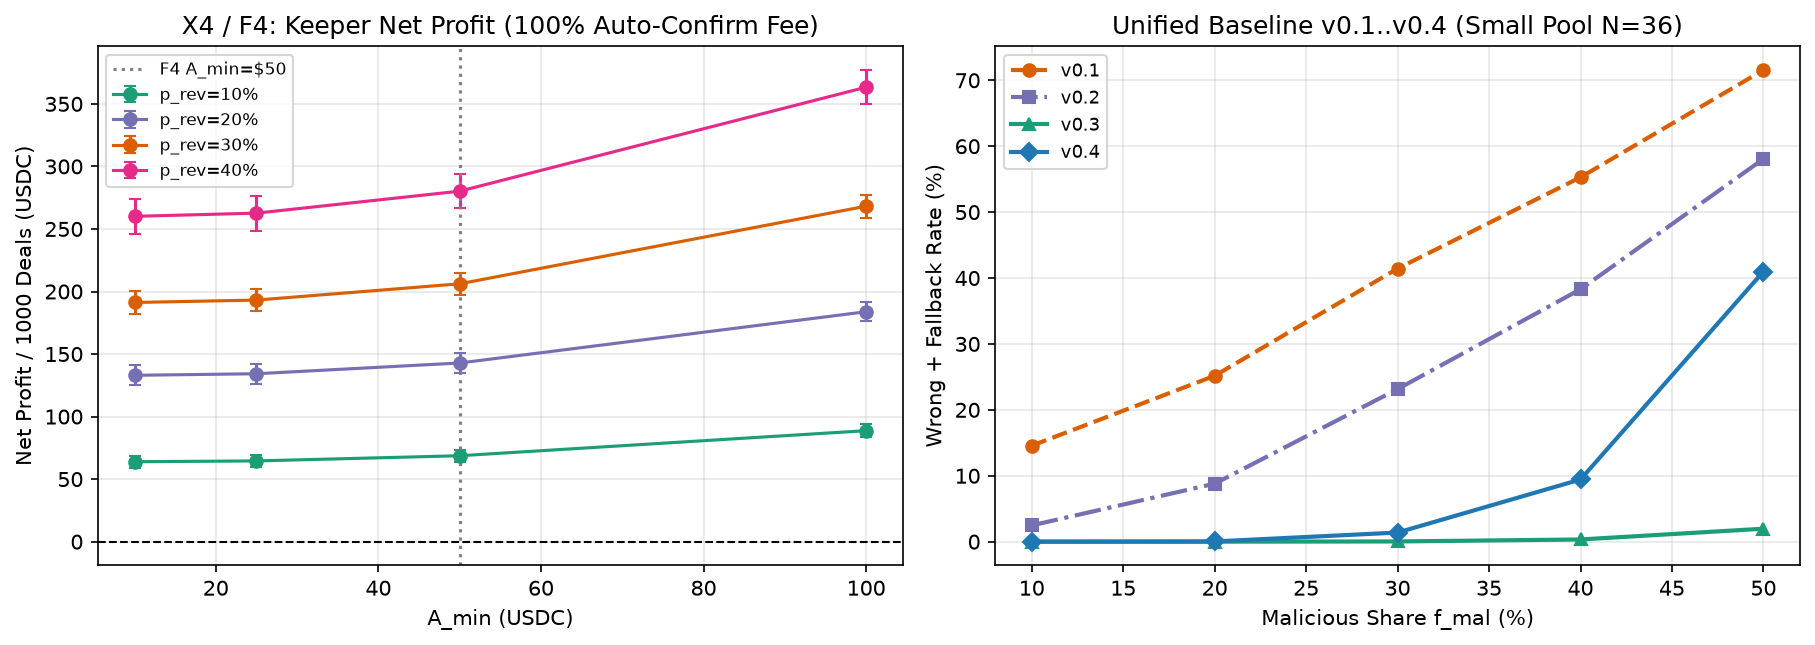 X4 / F4: Keeper Net Profit (100% Auto-Confirm Fee)
Net Profit / 1000 Deals (USDC)
350
300
250
200
150
100
50
0
F4 A_min=$50
p_rev=10%
p_rev=20%
p_rev=30%
p_rev=40%
20 40 60 80 100
A_min (USDC)
Unified Baseline v0.1..v0.4 (Small Pool N=36)
Wrong + Fallback Rate (%)
70
60
50
40
30
20
10
0
v0.1
v0.2
v0.3
v0.4
10 15 20 25 30 35 40 45 50
Malicious Share f_mal (%)